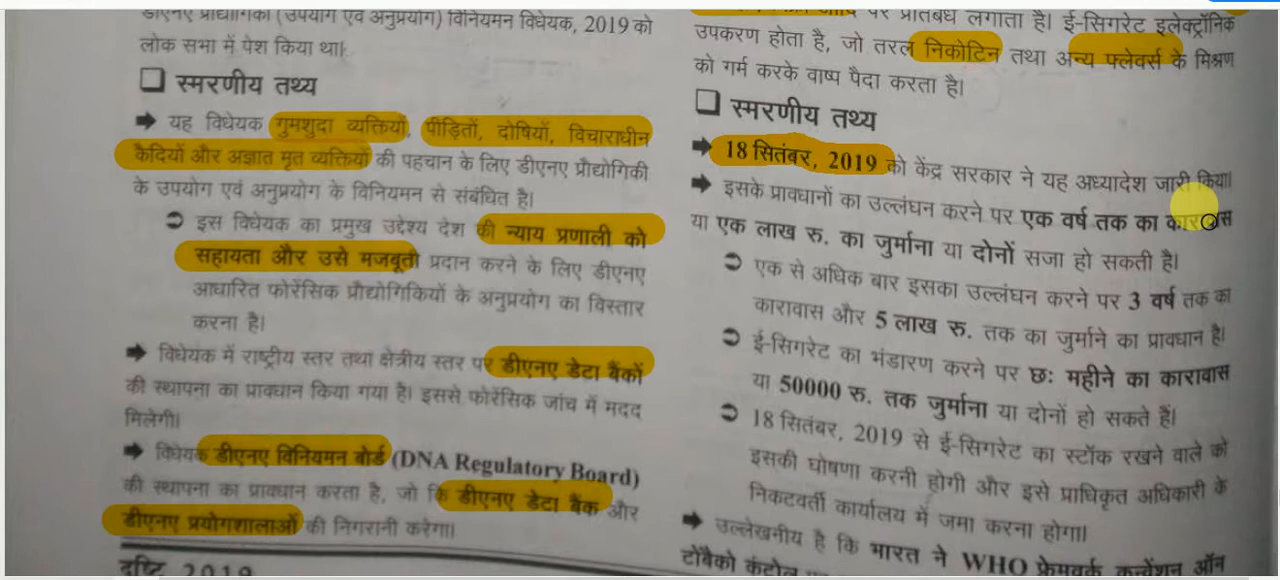 डीएनए प्रौद्योगिकी (उपयोग एवं अनुप्रयोग) विनियमन विधेयक, 2019 को
लोक सभा में पेश किया था।
❑ स्मरणीय तथ्य
➡ यह विधेयक गुमशुदा व्यक्तियों, पीड़ितों, दोषियों, विचाराधीन
कैदियों और अज्ञात मृत व्यक्तियों की पहचान के लिए डीएनए प्रौद्योगिकी
के उपयोग एवं अनुप्रयोग के विनियमन से संबंधित है।
➲ इस विधेयक का प्रमुख उद्देश्य देश की न्याय प्रणाली को
सहायता और उसे मजबूती प्रदान करने के लिए डीएनए
आधारित फोरेंसिक प्रौद्योगिकियों के अनुप्रयोग का विस्तार
करना है।
➡ विधेयक में राष्ट्रीय स्तर तथा क्षेत्रीय स्तर पर डीएनए डेटा बैंकों
की स्थापना का प्रावधान किया गया है। इससे फोरेंसिक जांच में मदद
मिलेगी।
➡ विधेयक डीएनए विनियमन बोर्ड (DNA Regulatory Board)
की स्थापना का प्रावधान करता है, जो कि डीएनए डेटा बैंक और
डीएनए प्रयोगशालाओं की निगरानी करेगा।
दृष्टि 2019
पर प्रतिबंध लगाता है। ई-सिगरेट इलेक्ट्रॉनिक
उपकरण होता है, जो तरल निकोटिन तथा अन्य फ्लेवर्स के मिश्रण
को गर्म करके वाष्प पैदा करता है।
❑ स्मरणीय तथ्य
➡ 18 सितंबर, 2019 को केंद्र सरकार ने यह अध्यादेश जारी किया।
➡ इसके प्रावधानों का उल्लंघन करने पर एक वर्ष तक का कारावास
या एक लाख रु. का जुर्माना या दोनों सजा हो सकती है।
➲ एक से अधिक बार इसका उल्लंघन करने पर 3 वर्ष तक का
कारावास और 5 लाख रु. तक का जुर्माने का प्रावधान है।
➲ ई-सिगरेट का भंडारण करने पर छः महीने का कारावास
या 50000 रु. तक जुर्माना या दोनों हो सकते हैं।
➲ 18 सितंबर, 2019 से ई-सिगरेट का स्टॉक रखने वाले को
इसकी घोषणा करनी होगी और इसे प्राधिकृत अधिकारी के
निकटवर्ती कार्यालय में जमा करना होगा।
➡ उल्लेखनीय है कि भारत ने WHO फ्रेमवर्क कन्वेंशन ऑन
टोबैको कंट्रोल